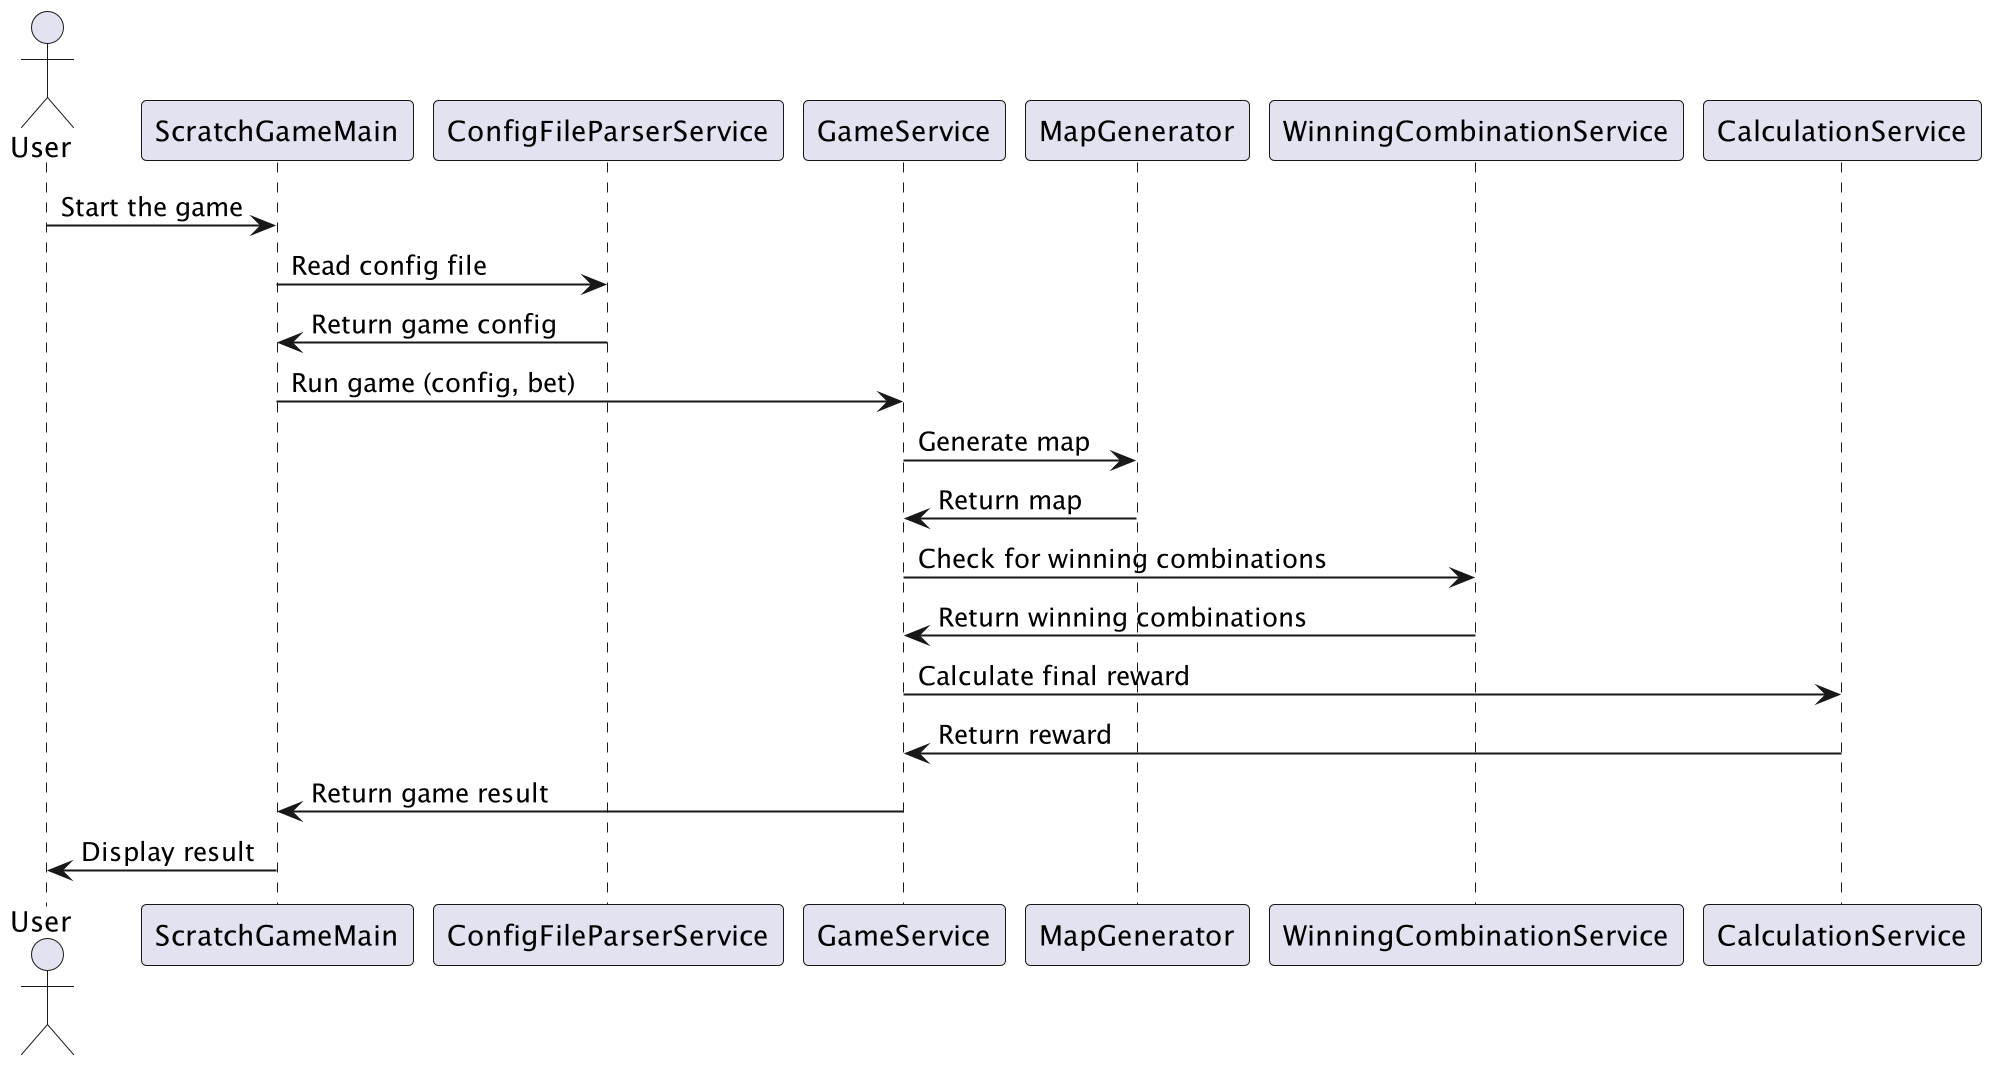 User
ScratchGameMain
ConfigFileParserService
GameService
MapGenerator
WinningCombinationService
CalculationService
Start the game
Read config file
Return game config
Run game (config, bet)
Generate map
Return map
Check for winning combinations
Return winning combinations
Calculate final reward
Return reward
Return game result
Display result
User
ScratchGameMain
ConfigFileParserService
GameService
MapGenerator
WinningCombinationService
CalculationService